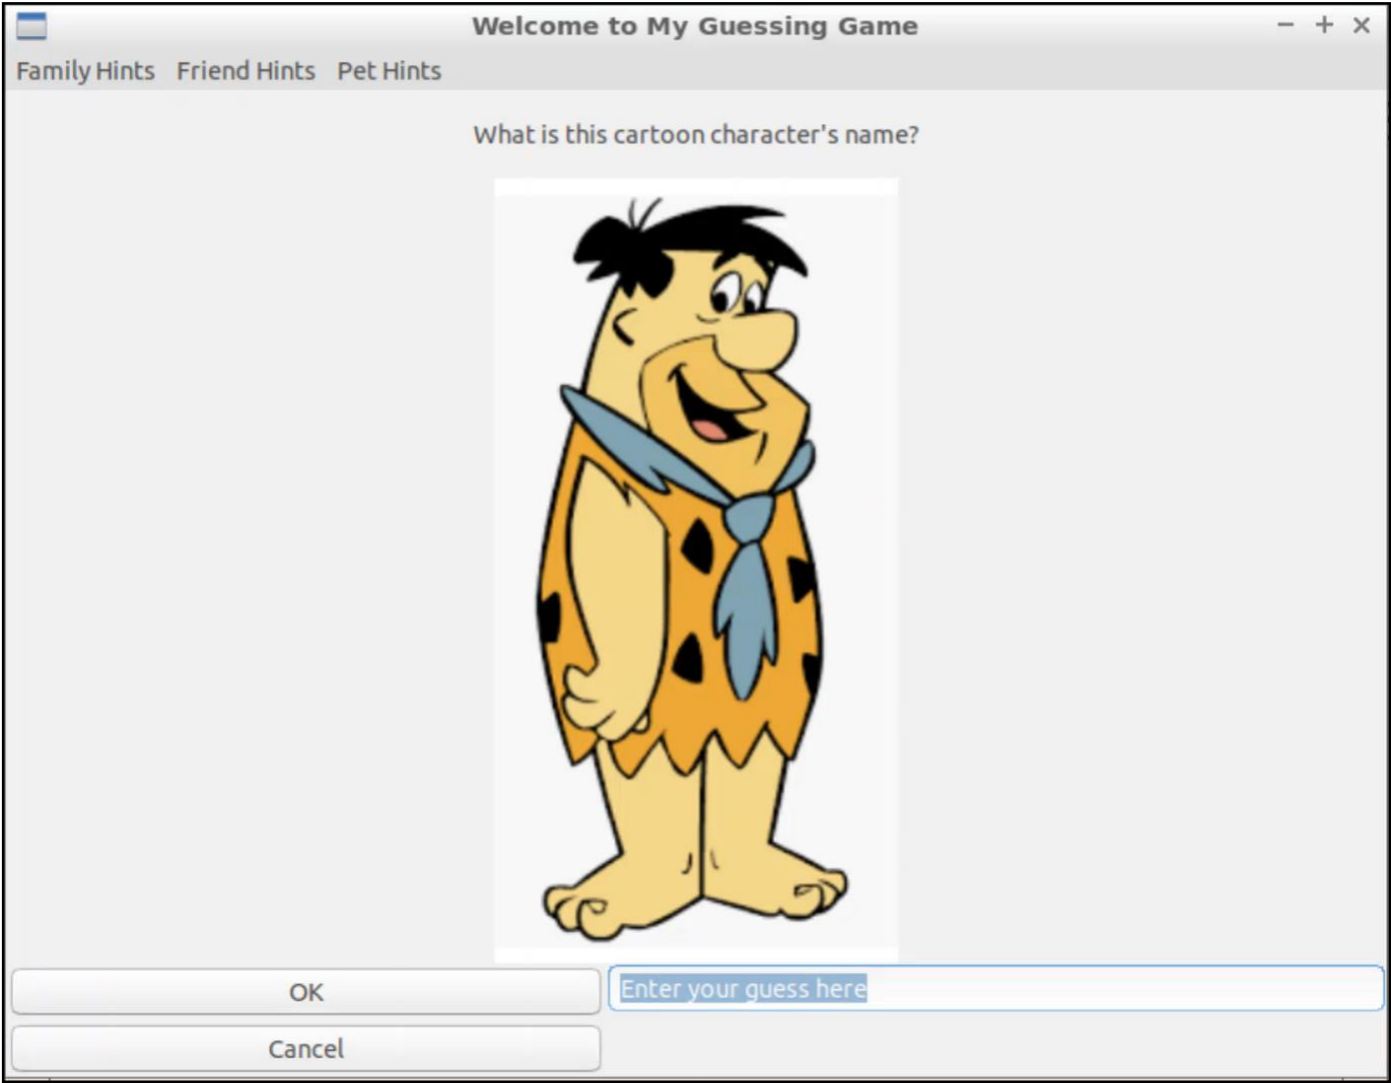 Welcome to My Guessing Game
Family Hints Friend Hints Pet Hints
What is this cartoon character's name?
OK
Enter your guess here
Cancel